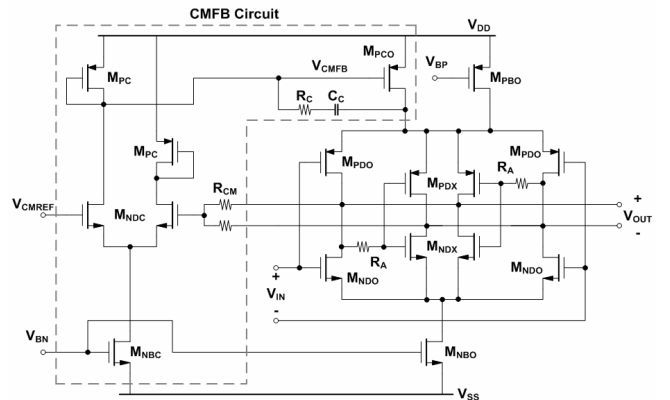 CMFB Circuit
VDD
MPCO
VBP
MPC
VCMFB
MPBO
RC CC
MPC
MPDO
MPDX
RA
MPDO
RCM
VCMREF
MNDC
+
VOUT
-
RA
MNDX
+
MNDO
MNDO
VIN
-
VBN
MNBC
MNBO
VSS